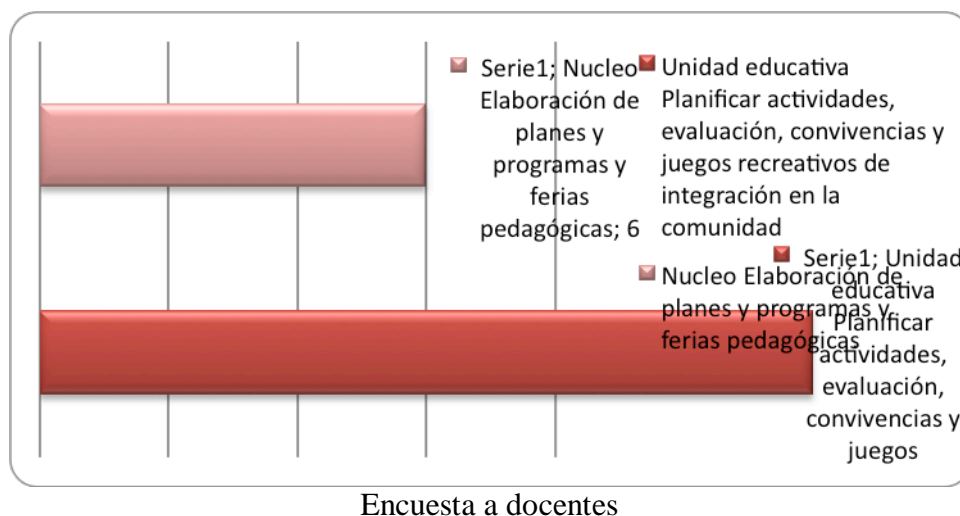 Serie1; Nucleo
Elaboración de
planes y
programas y
ferias
pedagógicas; 6
Unidad educativa
Planificar actividades,
evaluación, convivencias y
juegos recreativos de
integración en la
comunidad
Nucleo Elaboración de
planes y programas y
ferias pedagógicas
Serie1; Unidad
educativa
Planificar
actividades,
evaluación,
convivencias y
juegos
Encuesta a docentes